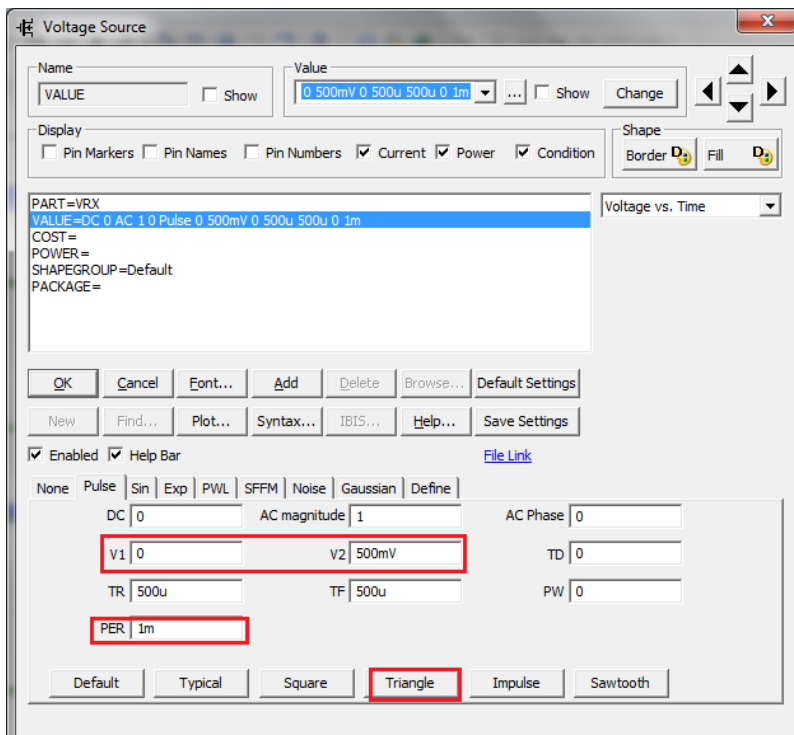 Voltage Source
Name
VALUE Show
Value
0 500mV 0 500u 500u 0 1m ... Show Change
Display
Pin Markers Pin Names Pin Numbers Current Power Condition
Shape
Border Fill
PART=VRX
VALUE=DC 0 AC 1 0 Pulse 0 500mV 0 500u 500u 0 1m
COST=
POWER=
SHAPEGROUP=Default
PACKAGE=
Voltage vs. Time
OK Cancel Font... Add Delete Browse... Default Settings
New Find... Plot... Syntax... IBIS... Help... Save Settings
Enabled Help Bar File Link
None Pulse Sin Exp PWL SFFM Noise Gaussian Define
DC 0 AC magnitude 1 AC Phase 0
V1 0 V2 500mV TD 0
TR 500u TF 500u PW 0
PER 1m
Default Typical Square Triangle Impulse Sawtooth